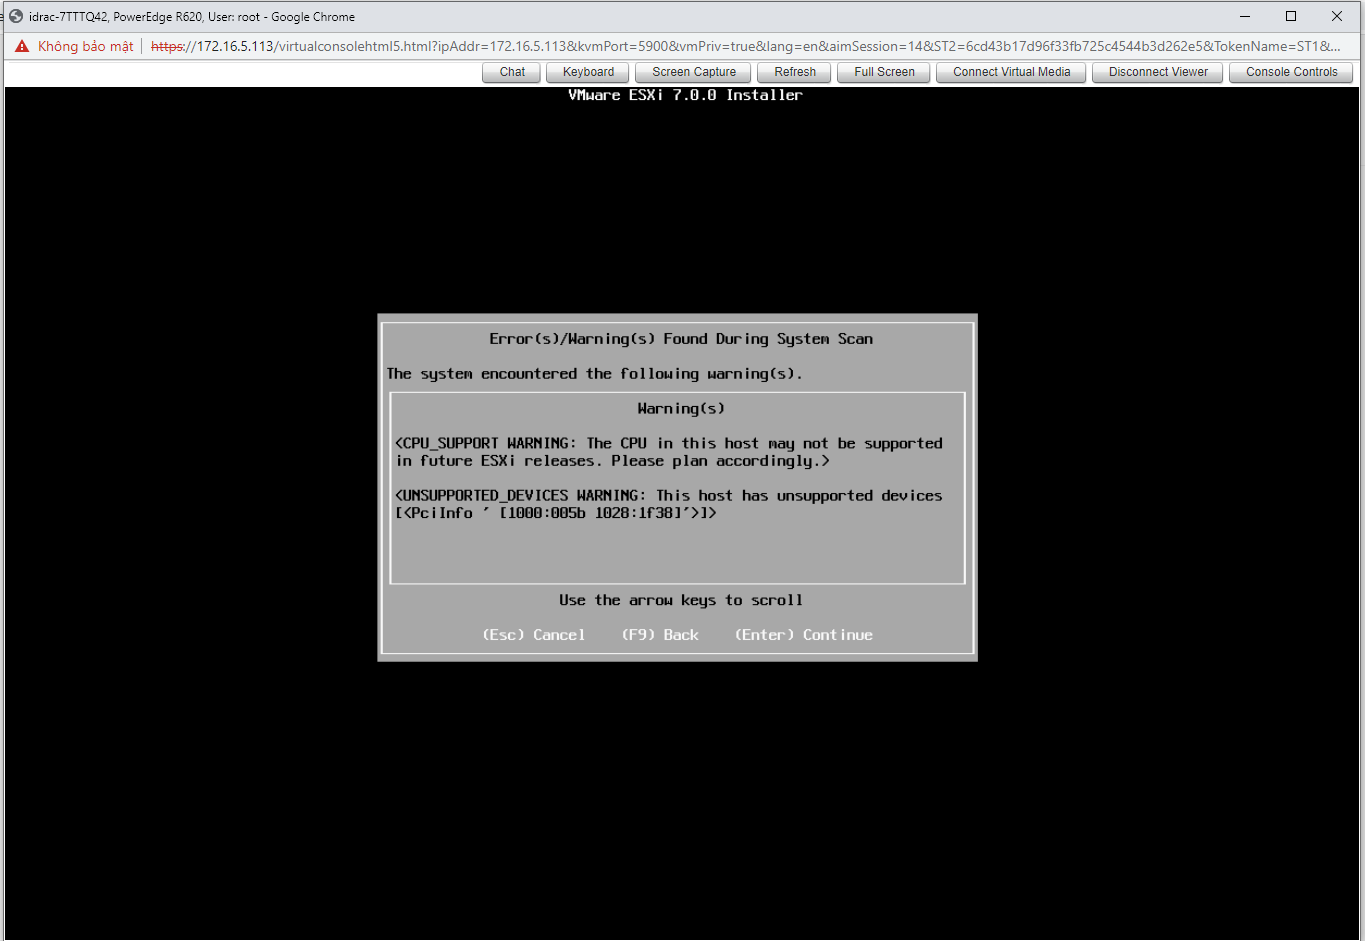 idrac-7TTTQ42, PowerEdge R620, User: root - Google Chrome
Không bảo mật | https://172.16.5.113/virtualconsolehtml5.html?ipAddr=172.16.5.113&kvmPort=5900&vmPriv=true&lang=en&aimSession=14&ST2=6cd43b17d96f33fb725c4544b3d262e5&TokenName=ST1&...
Chat Keyboard Screen Capture Refresh Full Screen Connect Virtual Media Disconnect Viewer Console Controls
VMware ESXi 7.0.0 Installer
Error(s)/Warning(s) Found During System Scan
The system encountered the following warning(s).
Warning(s)
<CPU_SUPPORT WARNING: The CPU in this host may not be supported
in future ESXi releases. Please plan accordingly.>
<UNSUPPORTED_DEVICES WARNING: This host has unsupported devices
[<PciInfo ' [1000:005b 1028:1f38]'>]>
Use the arrow keys to scroll
(Esc) Cancel (F9) Back (Enter) Continue